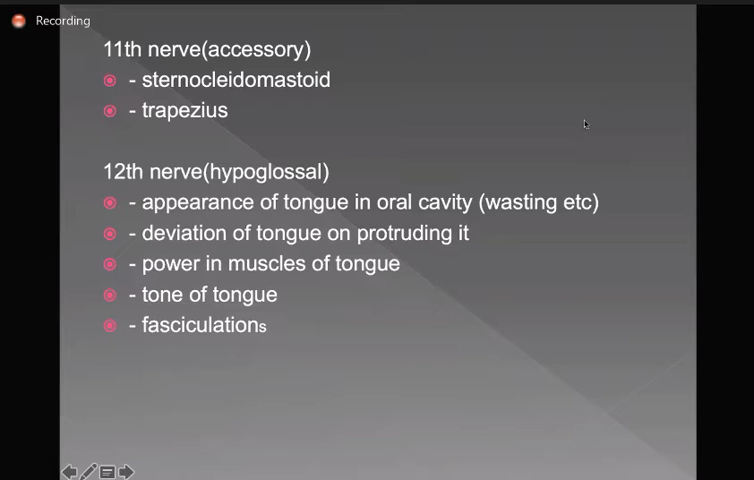 Recording
11th nerve(accessory)
- sternocleidomastoid
- trapezius
12th nerve(hypoglossal)
- appearance of tongue in oral cavity (wasting etc)
- deviation of tongue on protruding it
- power in muscles of tongue
- tone of tongue
- fasciculations